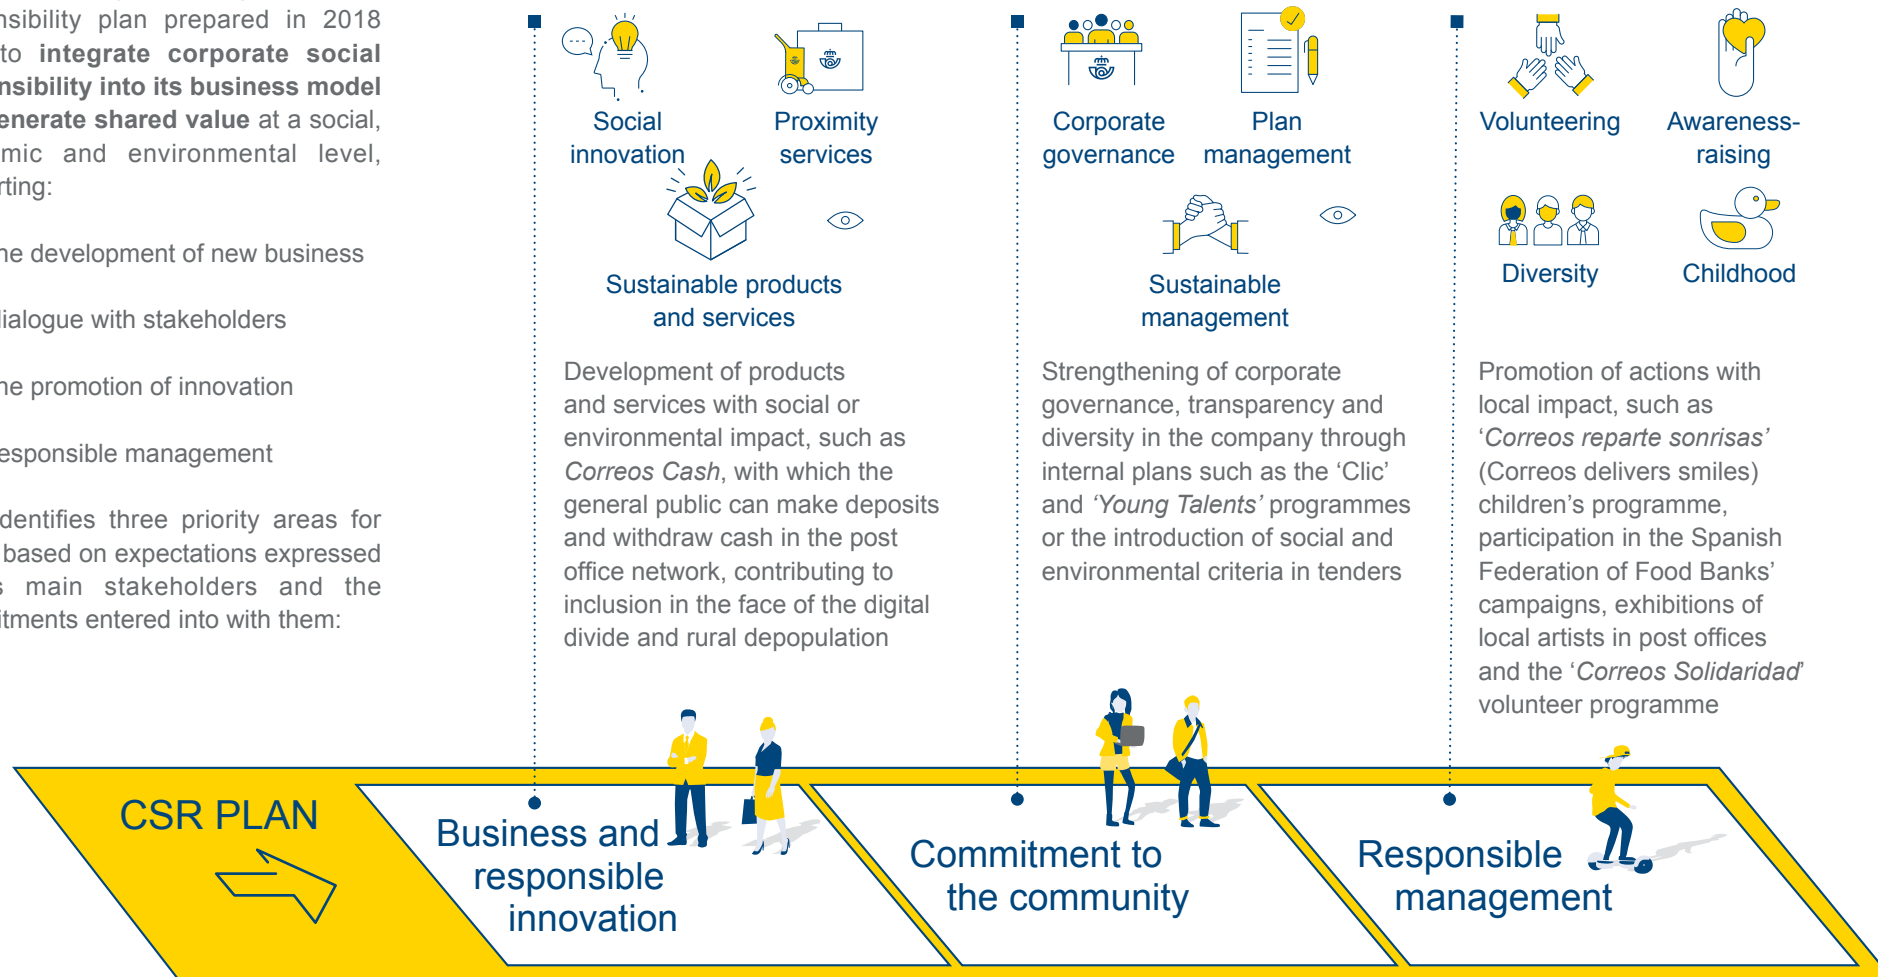 nsibility plan prepared in 2018
to integrate corporate social
nsibility into its business model
enerate shared value at a social,
mic and environmental level,
rting:
he development of new business
ialogue with stakeholders
he promotion of innovation
esponsible management
dentifies three priority areas for
based on expectations expressed
s main stakeholders and the
itments entered into with them:
Social
innovation
Proximity
services
Sustainable products
and services
Development of products
and services with social or
environmental impact, such as
Correos Cash, with which the
general public can make deposits
and withdraw cash in the post
office network, contributing to
inclusion in the face of the digital
divide and rural depopulation
Corporate
governance
Plan
management
Sustainable
management
Strengthening of corporate
governance, transparency and
diversity in the company through
internal plans such as the ‘Clic’
and ‘Young Talents’ programmes
or the introduction of social and
environmental criteria in tenders
Volunteering
Awareness-
raising
Diversity
Childhood
Promotion of actions with
local impact, such as
‘Correos reparte sonrisas’
(Correos delivers smiles)
children’s programme,
participation in the Spanish
Federation of Food Banks’
campaigns, exhibitions of
local artists in post offices
and the ‘Correos Solidaridad’
volunteer programme
CSR PLAN
Business and
responsible
innovation
Commitment to
the community
Responsible
management